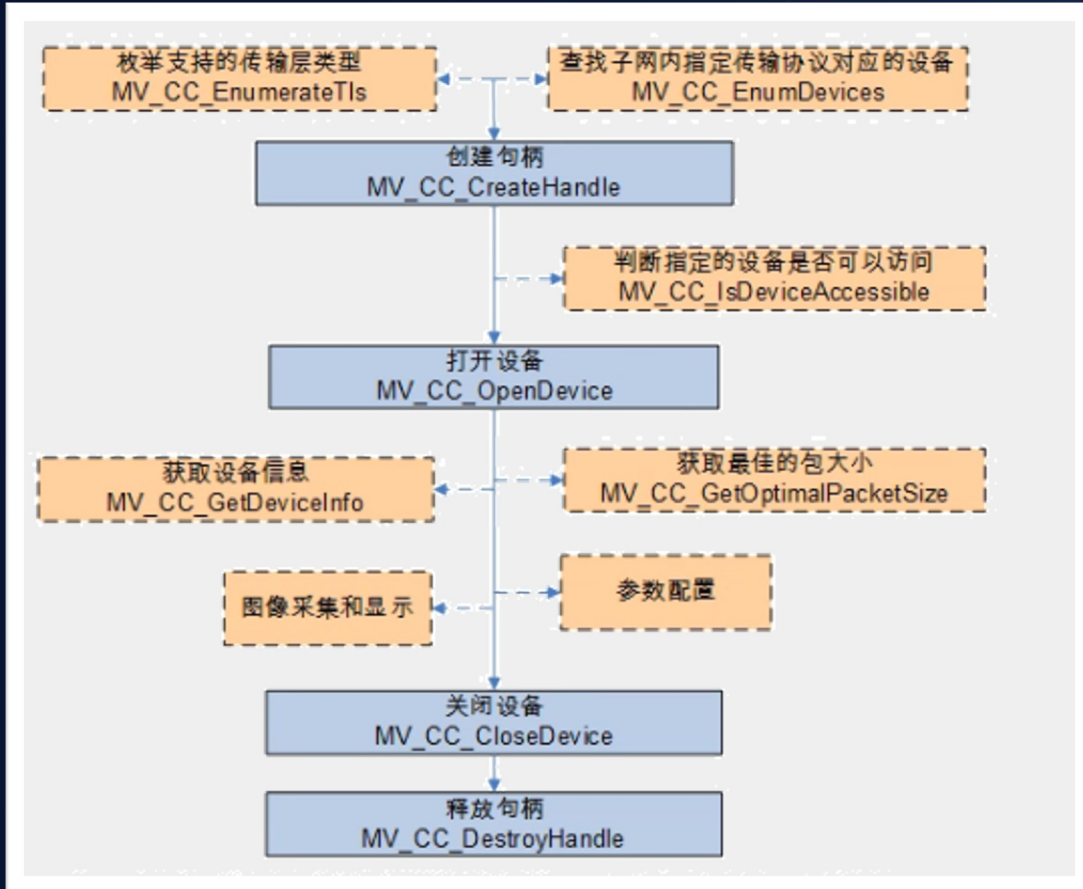 枚举支持的传输层类型
MV_CC_EnumerateTls
查找子网内指定传输协议对应的设备
MV_CC_EnumDevices
创建句柄
MV_CC_CreateHandle
判断指定的设备是否可以访问
MV_CC_IsDeviceAccessible
打开设备
MV_CC_OpenDevice
获取设备信息
MV_CC_GetDeviceInfo
获取最佳的包大小
MV_CC_GetOptimalPacketSize
图像采集和显示
参数配置
关闭设备
MV_CC_CloseDevice
释放句柄
MV_CC_DestroyHandle